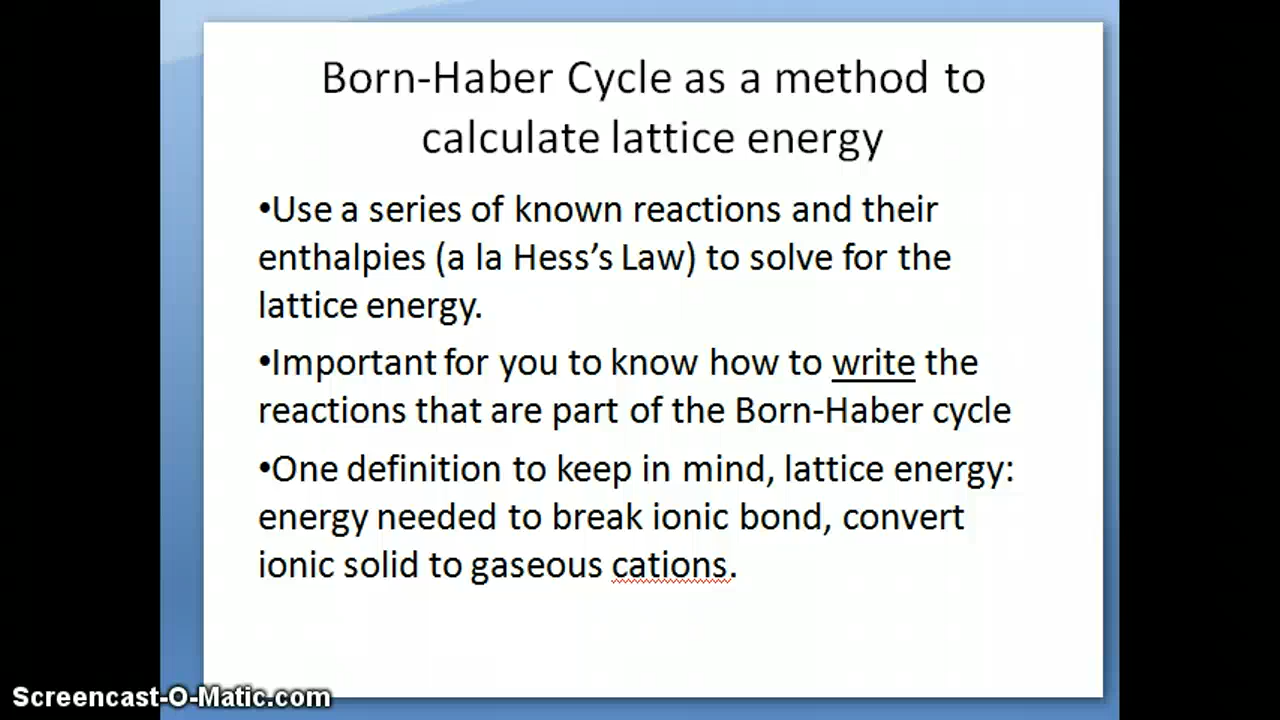 Born-Haber Cycle as a method to
calculate lattice energy
•Use a series of known reactions and their
enthalpies (a la Hess’s Law) to solve for the
lattice energy.
•Important for you to know how to write the
reactions that are part of the Born-Haber cycle
•One definition to keep in mind, lattice energy:
energy needed to break ionic bond, convert
ionic solid to gaseous cations.
Screencast-O-Matic.com